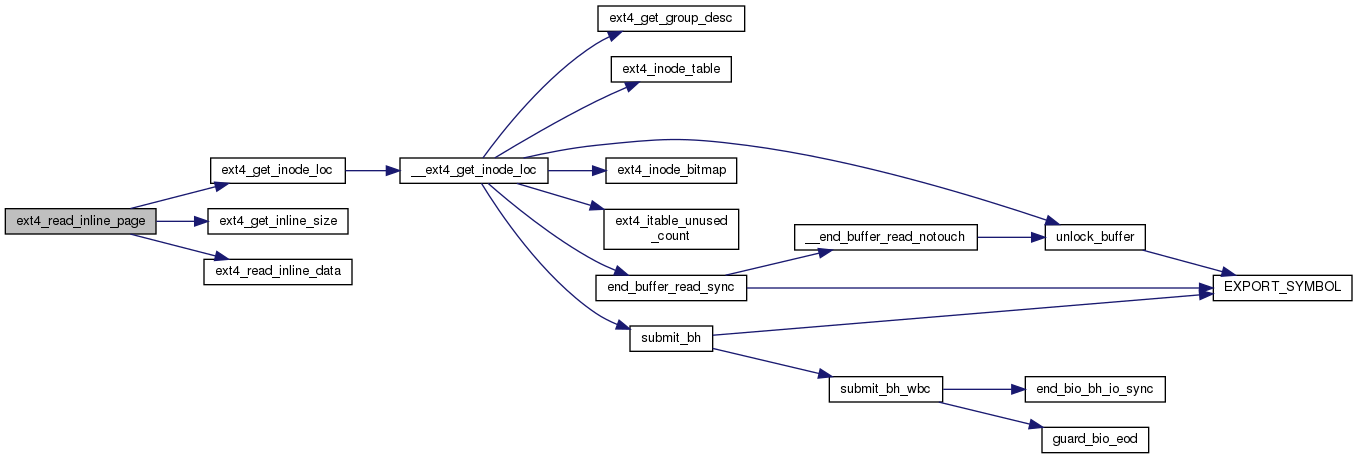 ext4_get_group_desc
ext4_inode_table
ext4_get_inode_loc
__ext4_get_inode_loc
ext4_inode_bitmap
ext4_read_inline_page
ext4_get_inline_size
ext4_itable_unused
_count
__end_buffer_read_notouch
unlock_buffer
ext4_read_inline_data
end_buffer_read_sync
EXPORT_SYMBOL
submit_bh
submit_bh_wbc
end_bio_bh_io_sync
guard_bio_eod